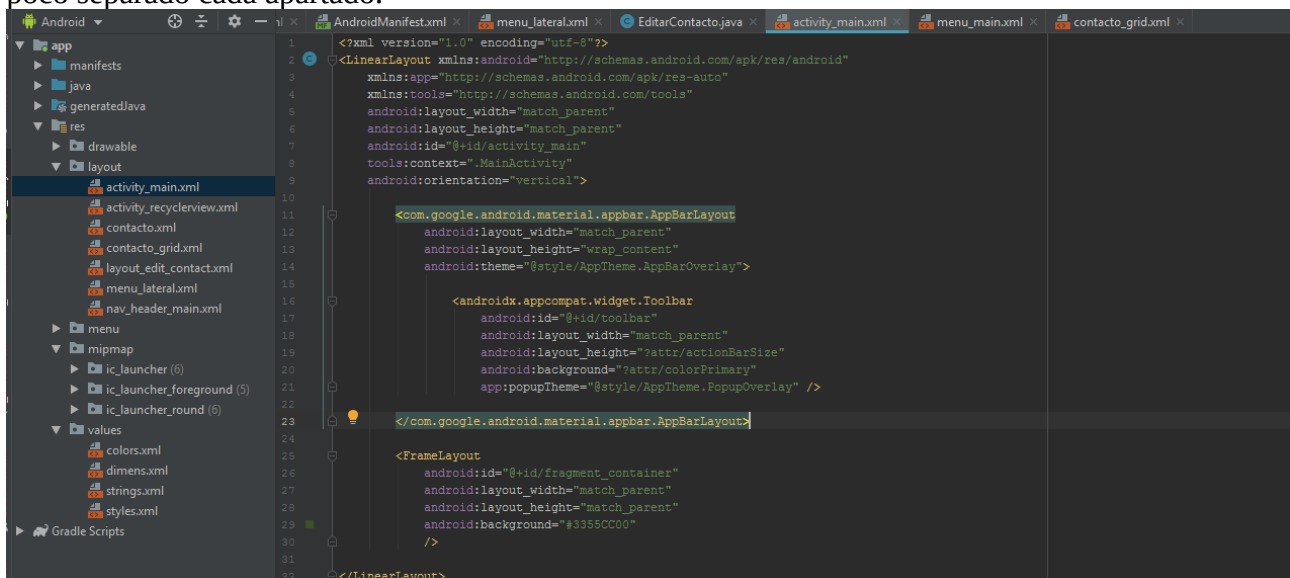 poco separado cada apartado.
Android
AndroidManifest.xml × menu_lateral.xml × EditarContacto.java × activity_main.xml × menu_main.xml × contacto_grid.xml ×
app
manifests
java
generatedJava
res
drawable
layout
activity_main.xml
activity_recyclerview.xml
contacto.xml
contacto_grid.xml
layout_edit_contact.xml
menu_lateral.xml
nav_header_main.xml
menu
mipmap
ic_launcher (6)
ic_launcher_foreground (5)
ic_launcher_round (6)
values
colors.xml
dimens.xml
strings.xml
styles.xml
Gradle Scripts
1 <?xml version="1.0" encoding="utf-8"?>
2 <LinearLayout xmlns:android="http://schemas.android.com/apk/res/android"
3 xmlns:app="http://schemas.android.com/apk/res-auto"
4 xmlns:tools="http://schemas.android.com/tools"
5 android:layout_width="match_parent"
6 android:layout_height="match_parent"
7 android:id="@+id/activity_main"
8 tools:context=".MainActivity"
9 android:orientation="vertical">
10
11 <com.google.android.material.appbar.AppBarLayout
12 android:layout_width="match_parent"
13 android:layout_height="wrap_content"
14 android:theme="@style/AppTheme.AppBarOverlay">
15
16 <androidx.appcompat.widget.Toolbar
17 android:id="@+id/toolbar"
18 android:layout_width="match_parent"
19 android:layout_height="?attr/actionBarSize"
20 android:background="?attr/colorPrimary"
21 app:popupTheme="@style/AppTheme.PopupOverlay" />
22
23 </com.google.android.material.appbar.AppBarLayout>
24
25 <FrameLayout
26 android:id="@+id/fragment_container"
27 android:layout_width="match_parent"
28 android:layout_height="match_parent"
29 android:background="#3355CC00"
30 />
31
32 </LinearLayout>